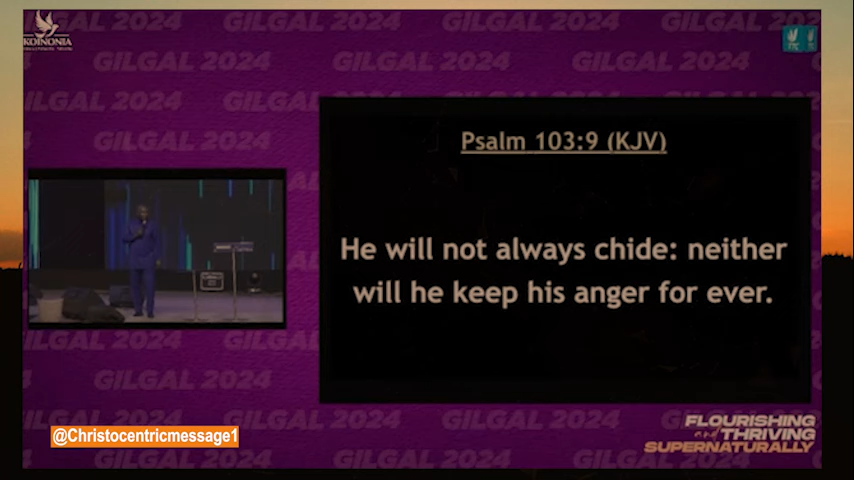 KOINONIA
GILGAL 2024
Psalm 103:9 (KJV)
He will not always chide: neither
will he keep his anger for ever.
@Christocentricmessage1
FLOURISHING
and THRIVING
SUPERNATURALLY